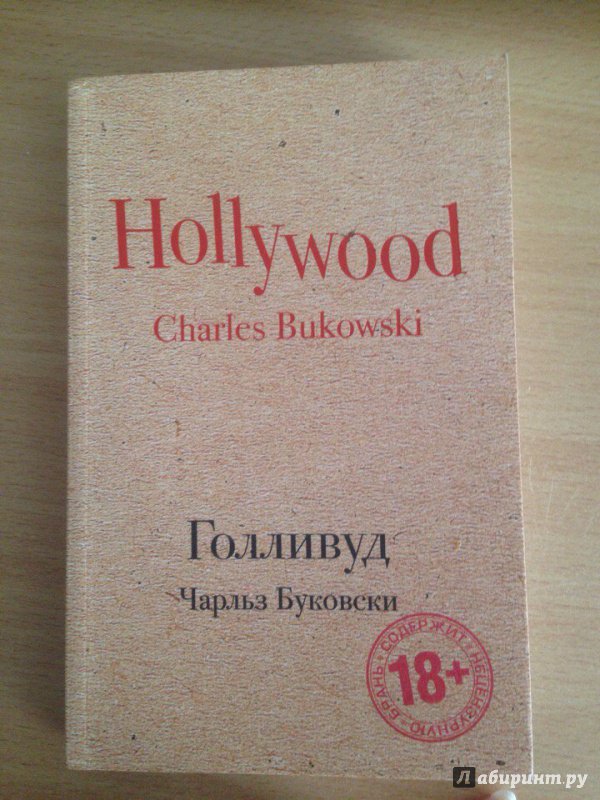 Hollywood
Charles Bukowski
Голливуд
Чарльз Буковски
СОДЕРЖИТ НЕЦЕНЗУРНУЮ БРАНЬ
18+
Лабиринт.ру